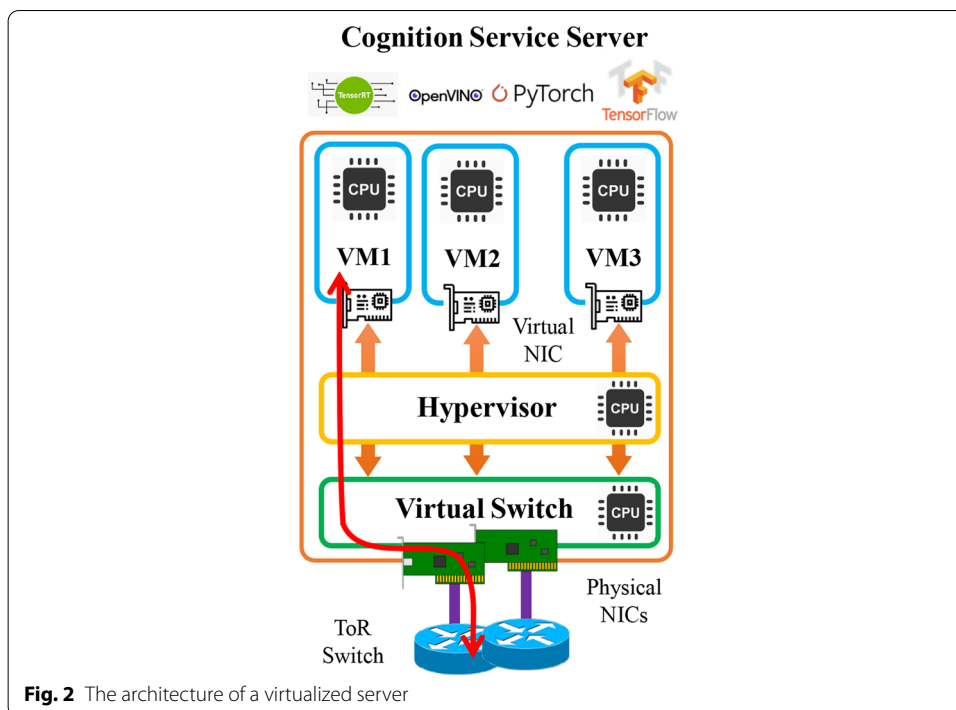 Cognition Service Server
TensorRT
OpenVINO
PyTorch
TensorFlow
CPU
CPU
CPU
VM1
VM2
VM3
Virtual
NIC
Hypervisor
CPU
Virtual Switch
CPU
Physical
NICs
ToR
Switch
Fig. 2 The architecture of a virtualized server